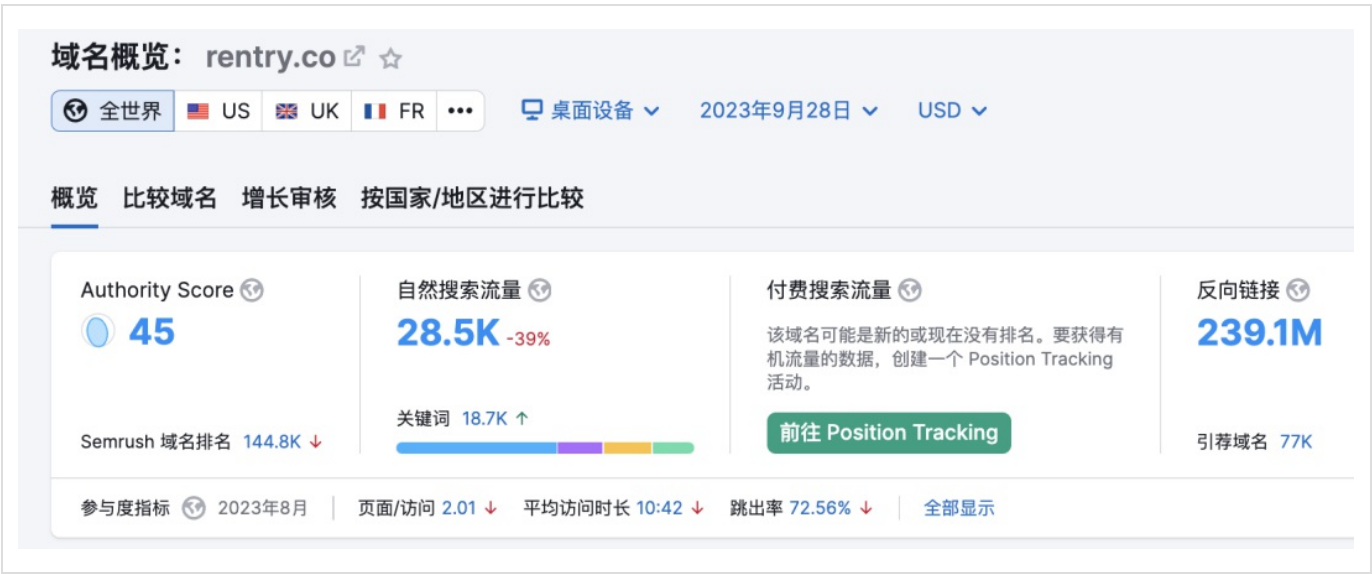 域名概览： rentry.co
全世界 US UK FR ••• 桌面设备 2023年9月28日 USD
概览 比较域名 增长审核 按国家/地区进行比较
Authority Score 自然搜索流量 付费搜索流量 反向链接
45 28.5K -39% 239.1M
该域名可能是新的或现在没有排名。要获得有
机流量的数据，创建一个 Position Tracking
活动。
关键词 18.7K ↑
前往 Position Tracking
Semrush 域名排名 144.8K ↓ 引荐域名 77K
参与度指标 2023年8月 页面/访问 2.01 ↓ 平均访问时长 10:42 ↓ 跳出率 72.56% ↓ 全部显示